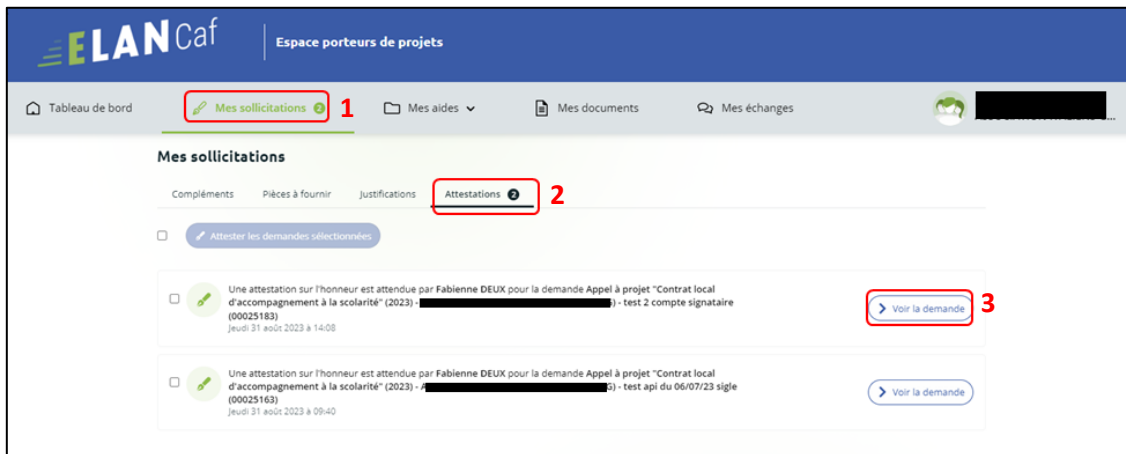 ELAN Caf
Espace porteurs de projets
Tableau de bord
Mes sollicitations 2
1
Mes aides
Mes documents
Mes échanges
Mes sollicitations
Compléments
Pièces à fournir
Justifications
Attestations 2
2
Attester les demandes sélectionnées
Une attestation sur l'honneur est attendue par Fabienne DEUX pour la demande Appel à projet "Contrat local
d'accompagnement à la scolarité" (2023) - ) - test 2 compte signataire
(00025183)
Jeudi 31 août 2023 à 14:08
Voir la demande
3
Une attestation sur l'honneur est attendue par Fabienne DEUX pour la demande Appel à projet "Contrat local
d'accompagnement à la scolarité" (2023) - G) - test api du 06/07/23 sigle
(00025163)
Jeudi 31 août 2023 à 09:40
Voir la demande